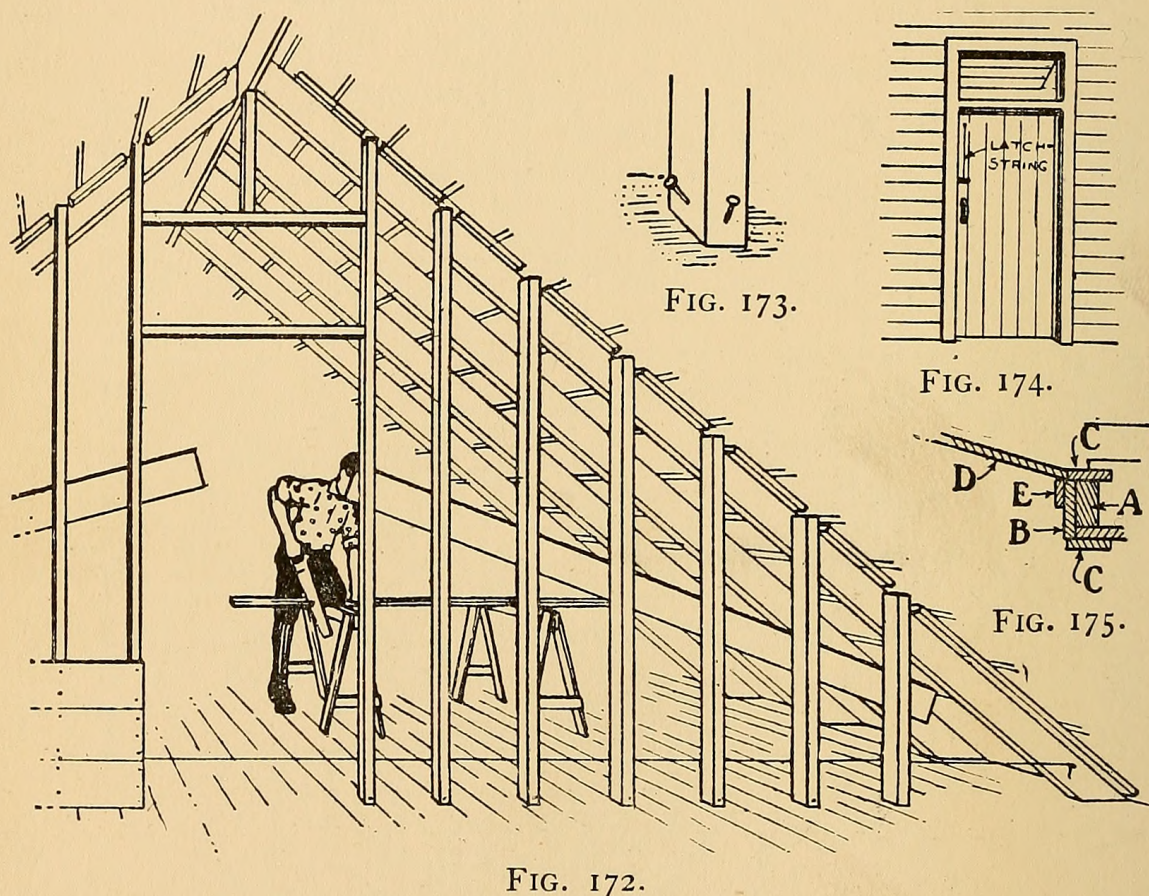 LATCH-
STRING
FIG. 173.
FIG. 174.
C
D
E
A
B
C
FIG. 175.
FIG. 172.